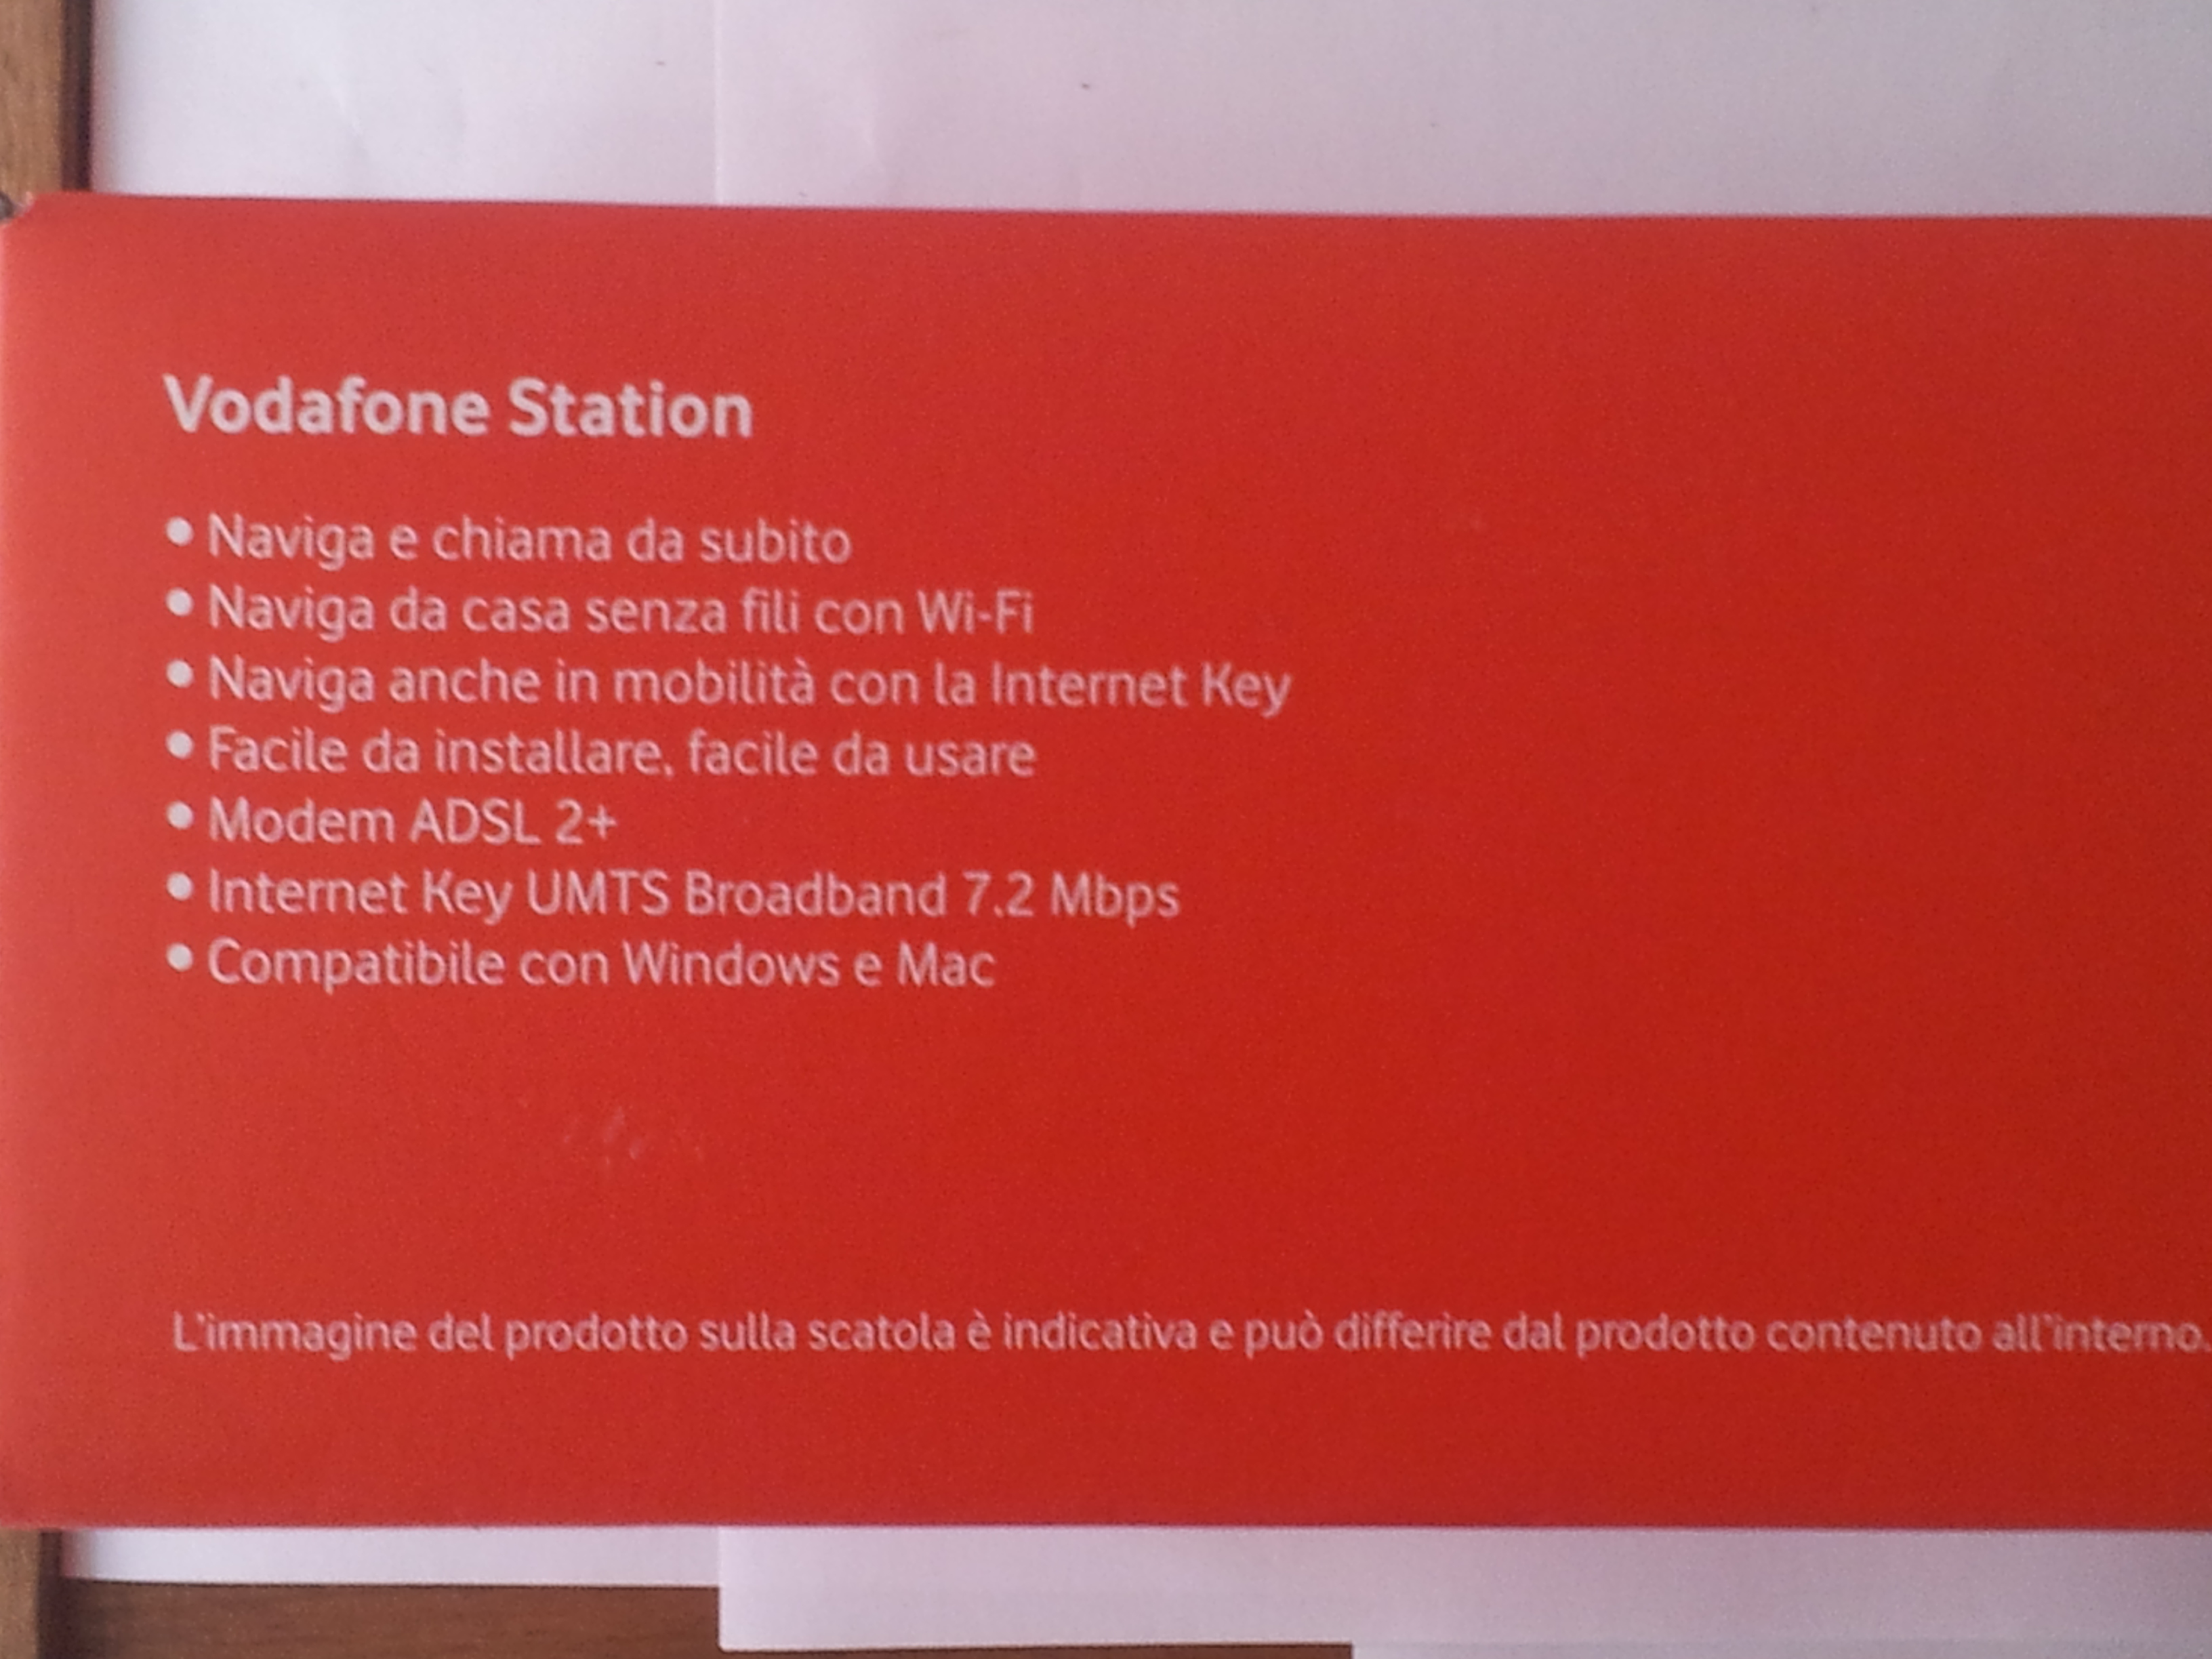 Vodafone Station
• Naviga e chiama da subito
• Naviga da casa senza fili con Wi-Fi
• Naviga anche in mobilità con la Internet Key
• Facile da installare, facile da usare
• Modem ADSL 2+
• Internet Key UMTS Broadband 7.2 Mbps
• Compatibile con Windows e Mac
L'immagine del prodotto sulla scatola è indicativa e può differire dal prodotto contenuto all'interno.